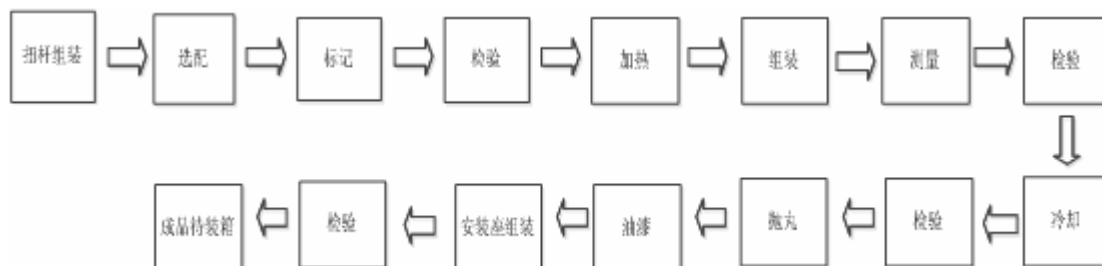 扭杆组装
选配
标记
检验
加热
组装
测量
检验
冷却
检验
抛丸
油漆
安装座组装
检验
成品待装箱